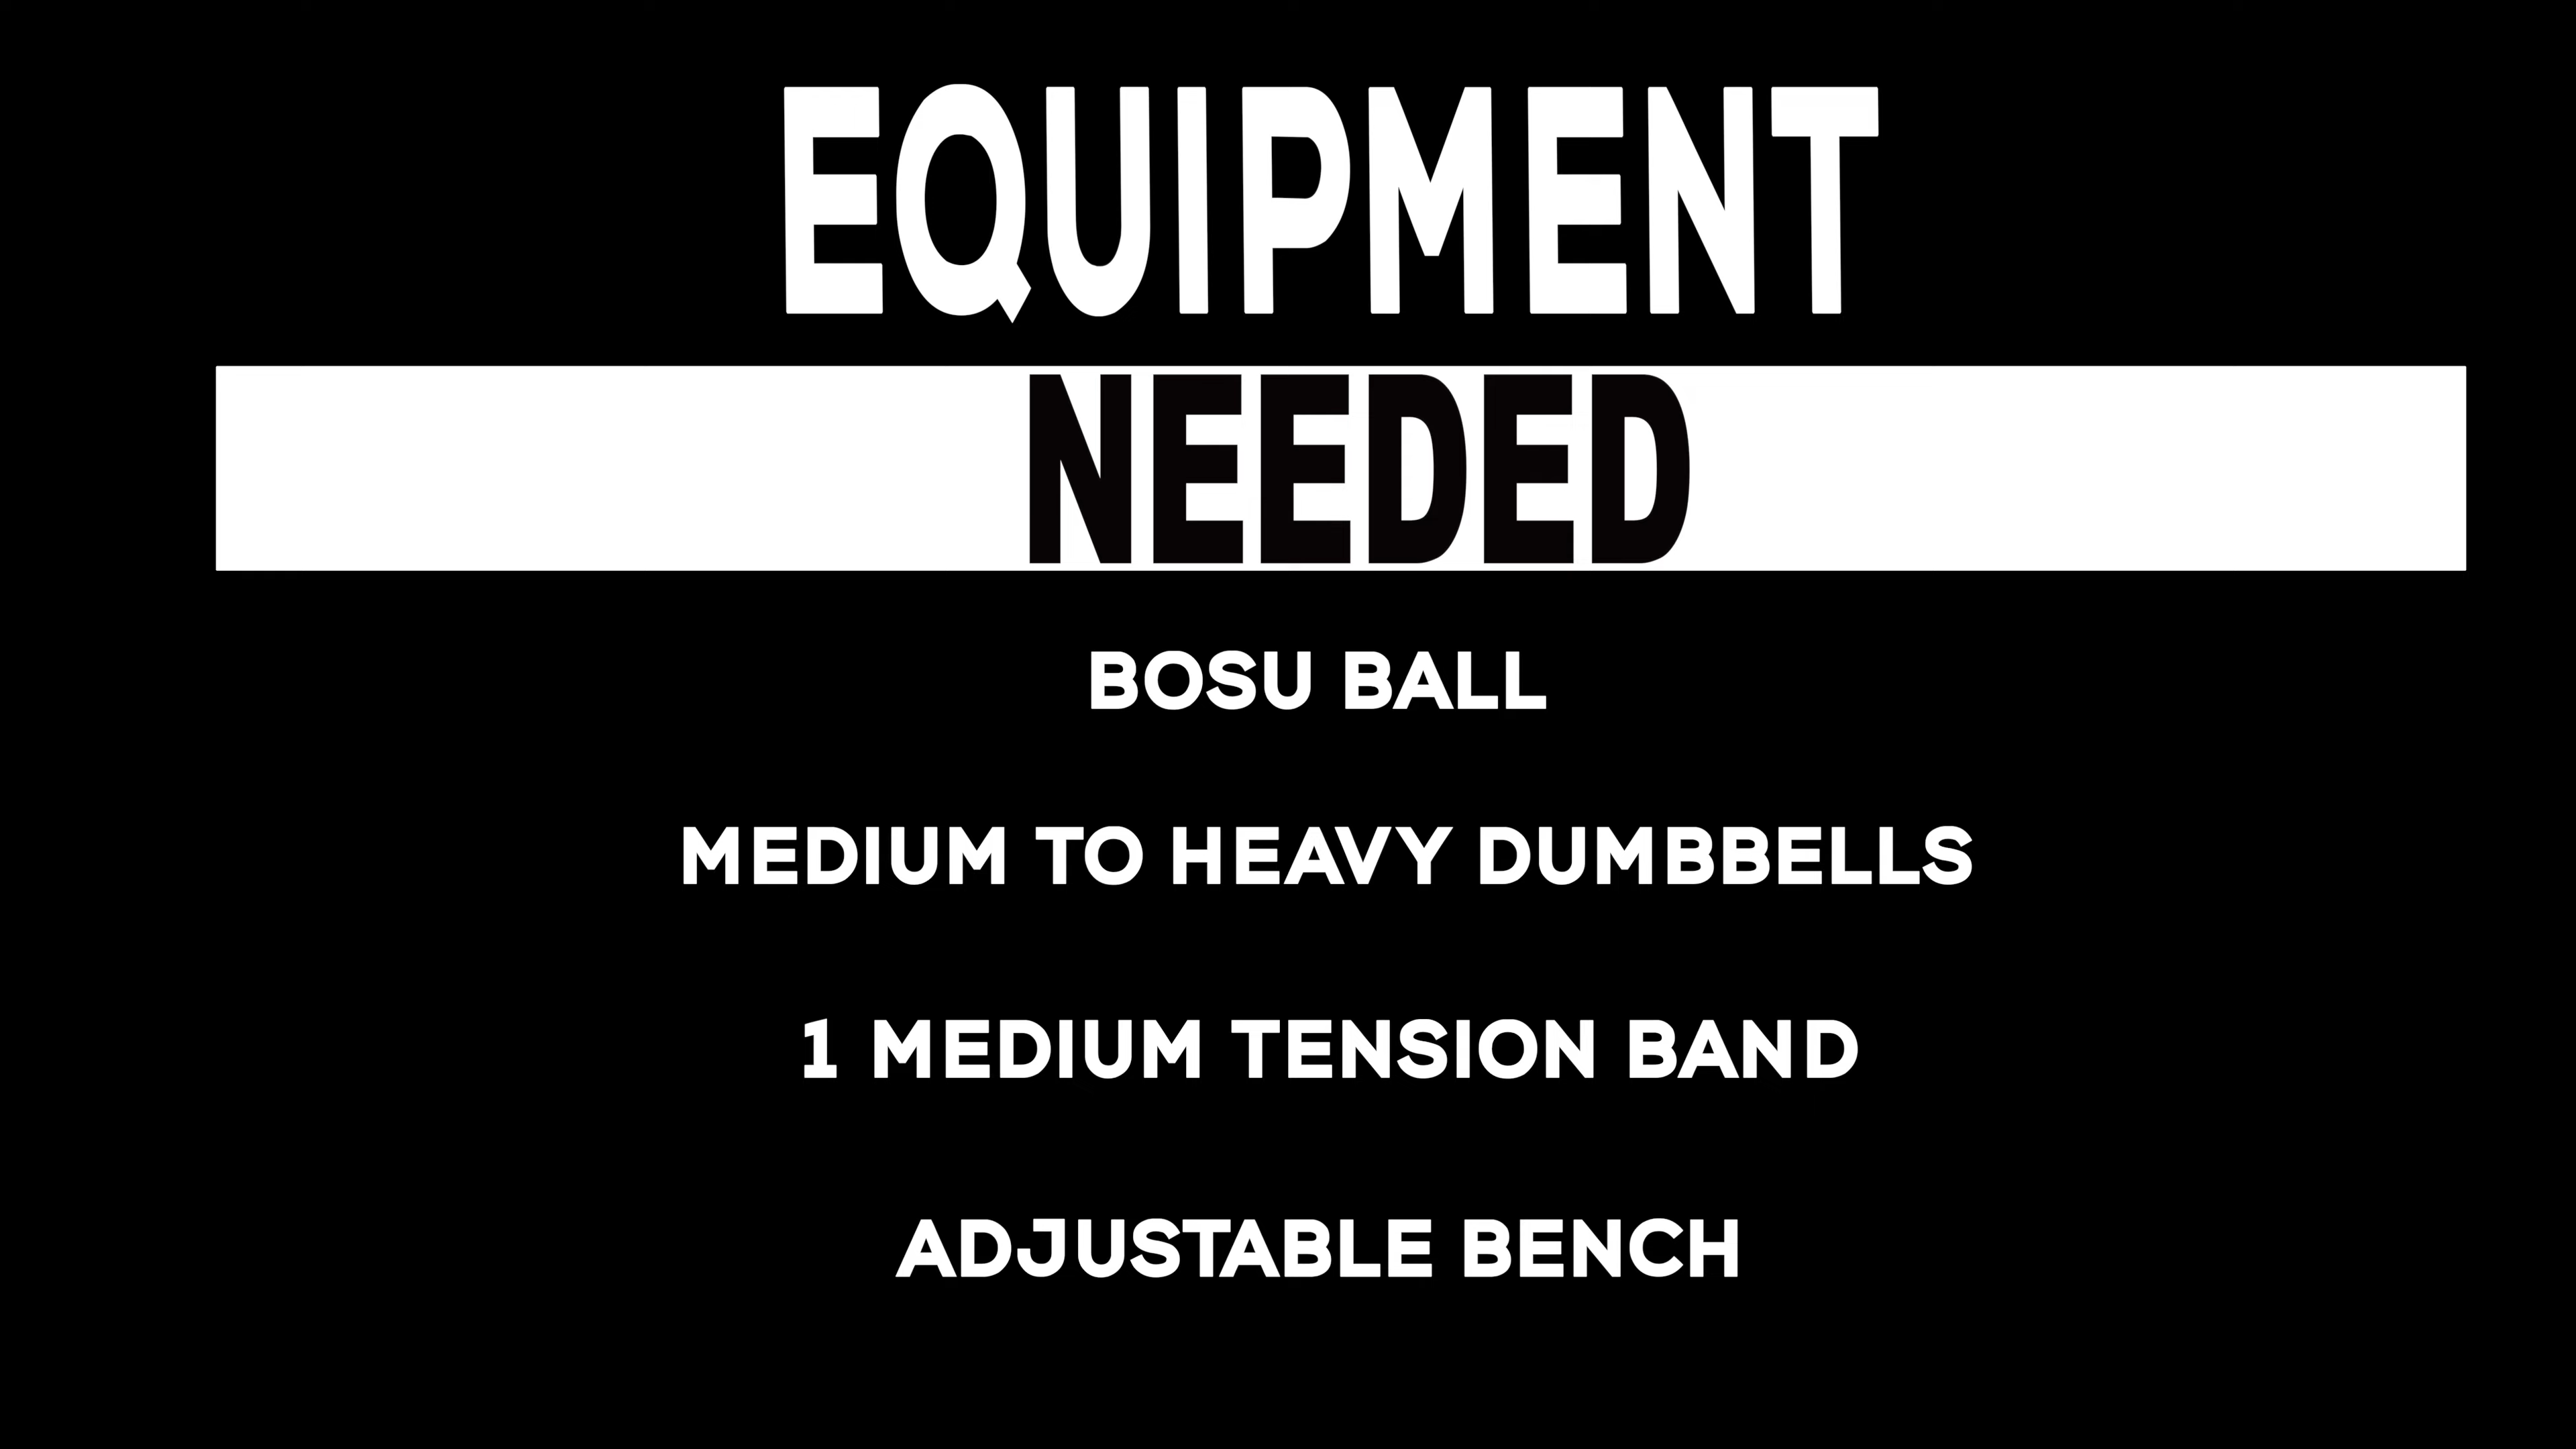 EQUIPMENT
NEEDED
BOSU BALL
MEDIUM TO HEAVY DUMBBELLS
1 MEDIUM TENSION BAND
ADJUSTABLE BENCH